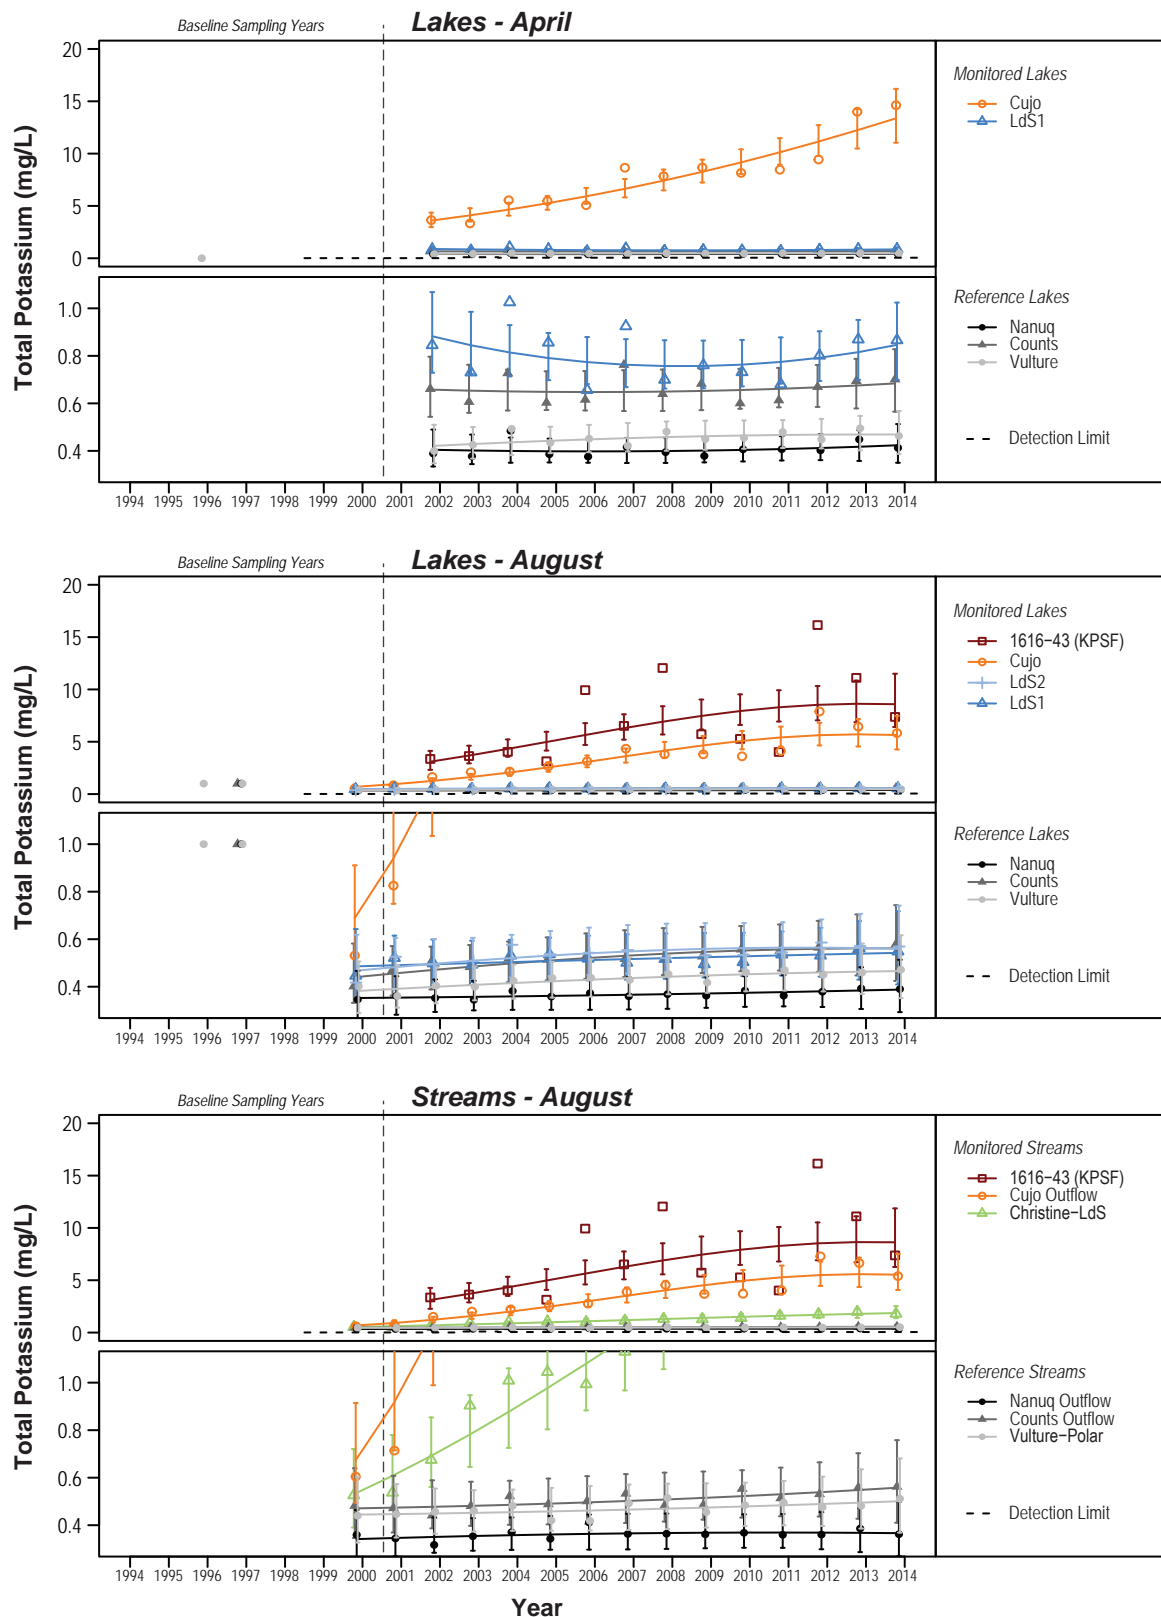 Baseline Sampling Years
Lakes - April
Total Potassium (mg/L)
20
15
10
5
0
Monitored Lakes
Cujo
LdS1
Total Potassium (mg/L)
1.0
0.8
0.6
0.4
Reference Lakes
Nanuq
Counts
Vulture
Detection Limit
1994 1995 1996 1997 1998 1999 2000 2001 2002 2003 2004 2005 2006 2007 2008 2009 2010 2011 2012 2013 2014
Baseline Sampling Years
Lakes - August
Total Potassium (mg/L)
20
15
10
5
0
Monitored Lakes
1616−43 (KPSF)
Cujo
LdS2
LdS1
Total Potassium (mg/L)
1.0
0.8
0.6
0.4
Reference Lakes
Nanuq
Counts
Vulture
Detection Limit
1994 1995 1996 1997 1998 1999 2000 2001 2002 2003 2004 2005 2006 2007 2008 2009 2010 2011 2012 2013 2014
Baseline Sampling Years
Streams - August
Total Potassium (mg/L)
20
15
10
5
0
Monitored Streams
1616−43 (KPSF)
Cujo Outflow
Christine−LdS
Total Potassium (mg/L)
1.0
0.8
0.6
0.4
Reference Streams
Nanuq Outflow
Counts Outflow
Vulture−Polar
Detection Limit
1994 1995 1996 1997 1998 1999 2000 2001 2002 2003 2004 2005 2006 2007 2008 2009 2010 2011 2012 2013 2014
Year